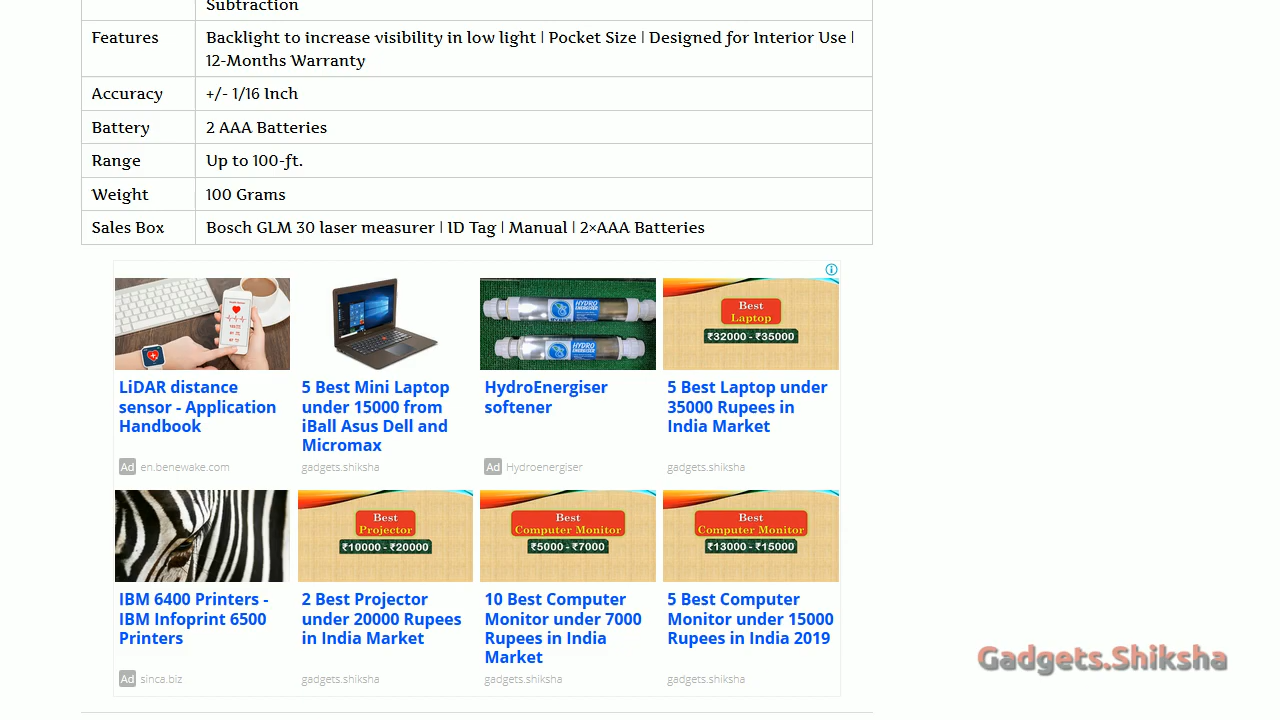 Subtraction
Features
Backlight to increase visibility in low light | Pocket Size | Designed for Interior Use |
12-Months Warranty
Accuracy
+/- 1/16 Inch
Battery
2 AAA Batteries
Range
Up to 100-ft.
Weight
100 Grams
Sales Box
Bosch GLM 30 laser measurer | ID Tag | Manual | 2×AAA Batteries
HYDRO
ENERGISER
HYDRO
ENERGISER
Best
Laptop
₹32000 - ₹35000
LiDAR distance
sensor - Application
Handbook
Ad en.benewake.com
5 Best Mini Laptop
under 15000 from
iBall Asus Dell and
Micromax
gadgets.shiksha
HydroEnergiser
softener
Ad Hydroenergiser
5 Best Laptop under
35000 Rupees in
India Market
gadgets.shiksha
Best
Projector
₹10000 - ₹20000
Best
Computer Monitor
₹5000 - ₹7000
Best
Computer Monitor
₹13000 - ₹15000
IBM 6400 Printers -
IBM Infoprint 6500
Printers
Ad sinca.biz
2 Best Projector
under 20000 Rupees
in India Market
gadgets.shiksha
10 Best Computer
Monitor under 7000
Rupees in India
Market
gadgets.shiksha
5 Best Computer
Monitor under 15000
Rupees in India 2019
gadgets.shiksha
Gadgets.Shiksha